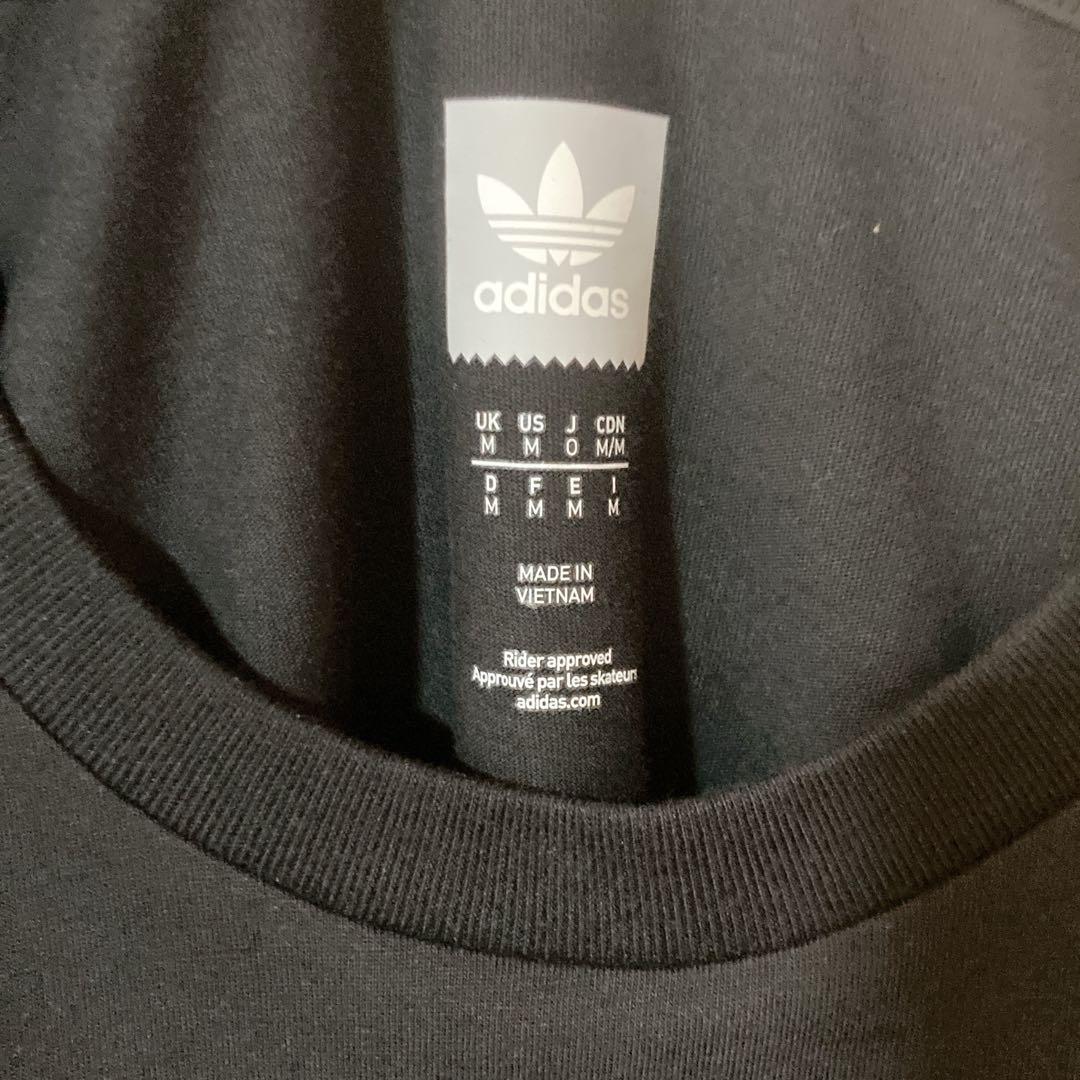 adidas
UK US J CDN
M M O M/M
D F E I
M M M M
MADE IN
VIETNAM
Rider approved
Approuvé par les skateurs
adidas.com